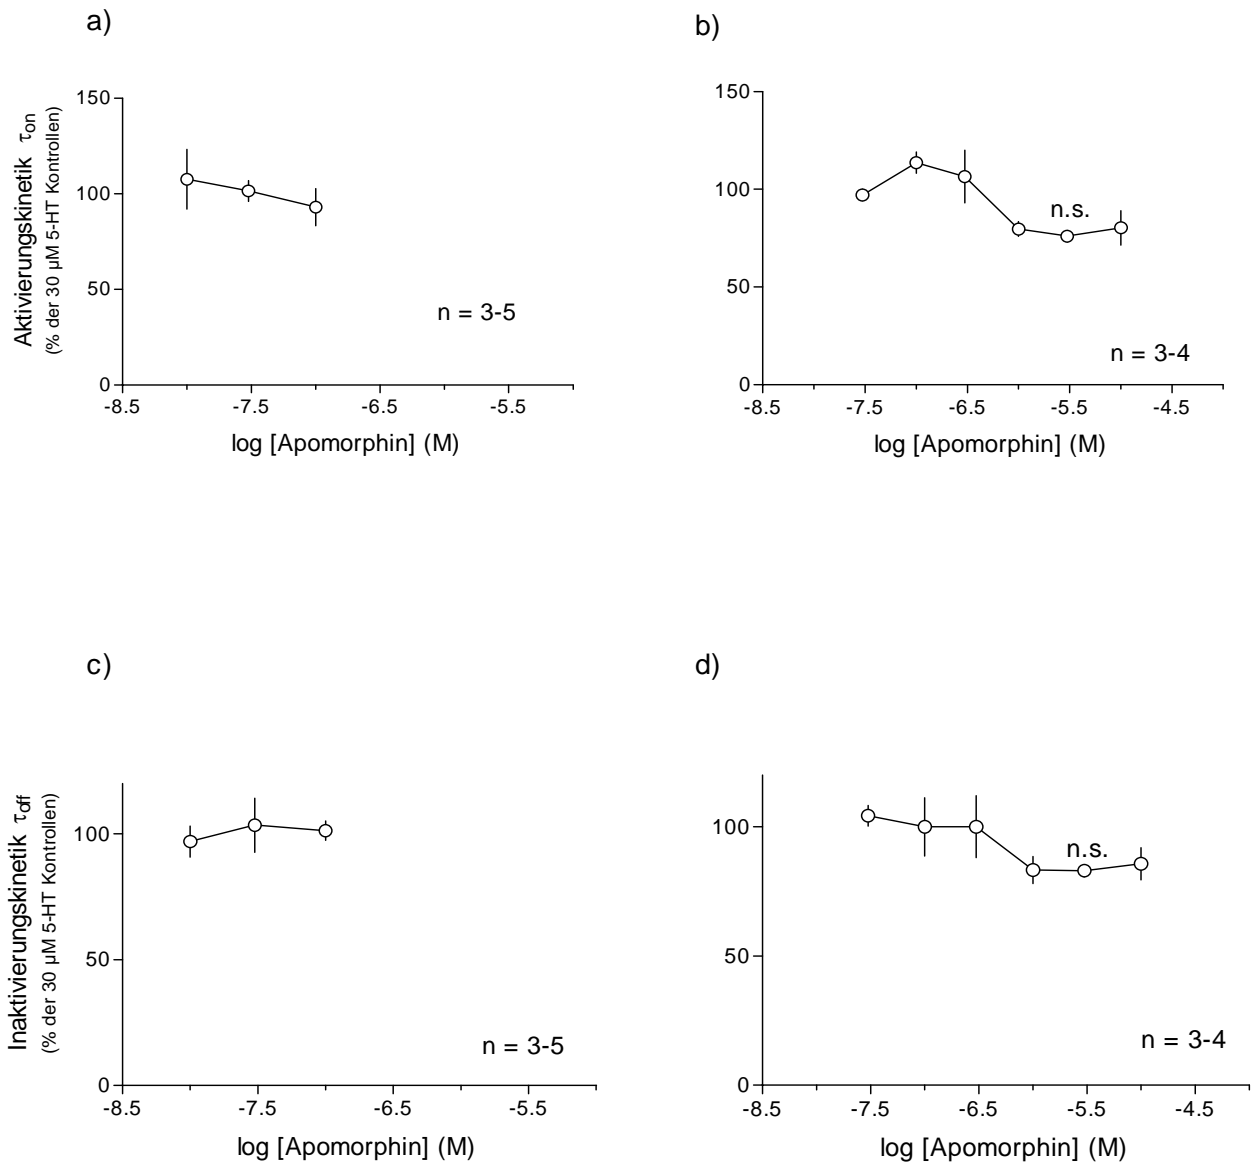 a)
Aktivierungskinetik τon
(% der 30 µM 5-HT Kontrollen)
150
100
50
0
n = 3-5
-8.5
-7.5
-6.5
-5.5
log [Apomorphin] (M)
b)
150
100
50
0
n.s.
n = 3-4
-8.5
-7.5
-6.5
-5.5
-4.5
log [Apomorphin] (M)
c)
Inaktivierungskinetik τoff
(% der 30 µM 5-HT Kontrollen)
100
50
0
n = 3-5
-8.5
-7.5
-6.5
-5.5
log [Apomorphin] (M)
d)
100
50
0
n.s.
n = 3-4
-8.5
-7.5
-6.5
-5.5
-4.5
log [Apomorphin] (M)